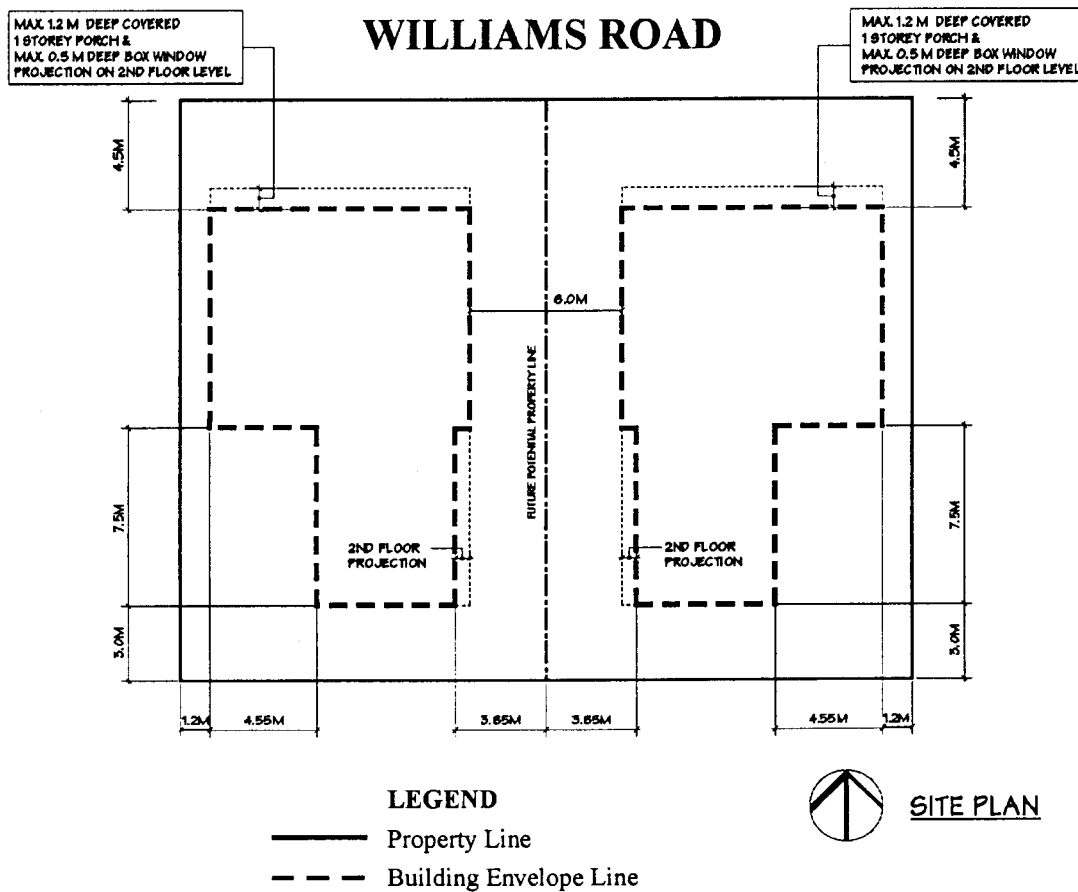 WILLIAMS ROAD
MAX. 1.2 M DEEP COVERED
1 STOREY PORCH &
MAX. 0.5 M DEEP BOX WINDOW
PROJECTION ON 2ND FLOOR LEVEL
MAX. 1.2 M DEEP COVERED
1 STOREY PORCH &
MAX. 0.5 M DEEP BOX WINDOW
PROJECTION ON 2ND FLOOR LEVEL
4.5M
4.5M
6.0M
FUTURE POTENTIAL PROPERTY LINE
7.5M
7.5M
2ND FLOOR
PROJECTION
2ND FLOOR
PROJECTION
3.0M
3.0M
1.2M
4.55M
3.65M
3.65M
4.55M
1.2M
LEGEND
Property Line
Building Envelope Line
SITE PLAN